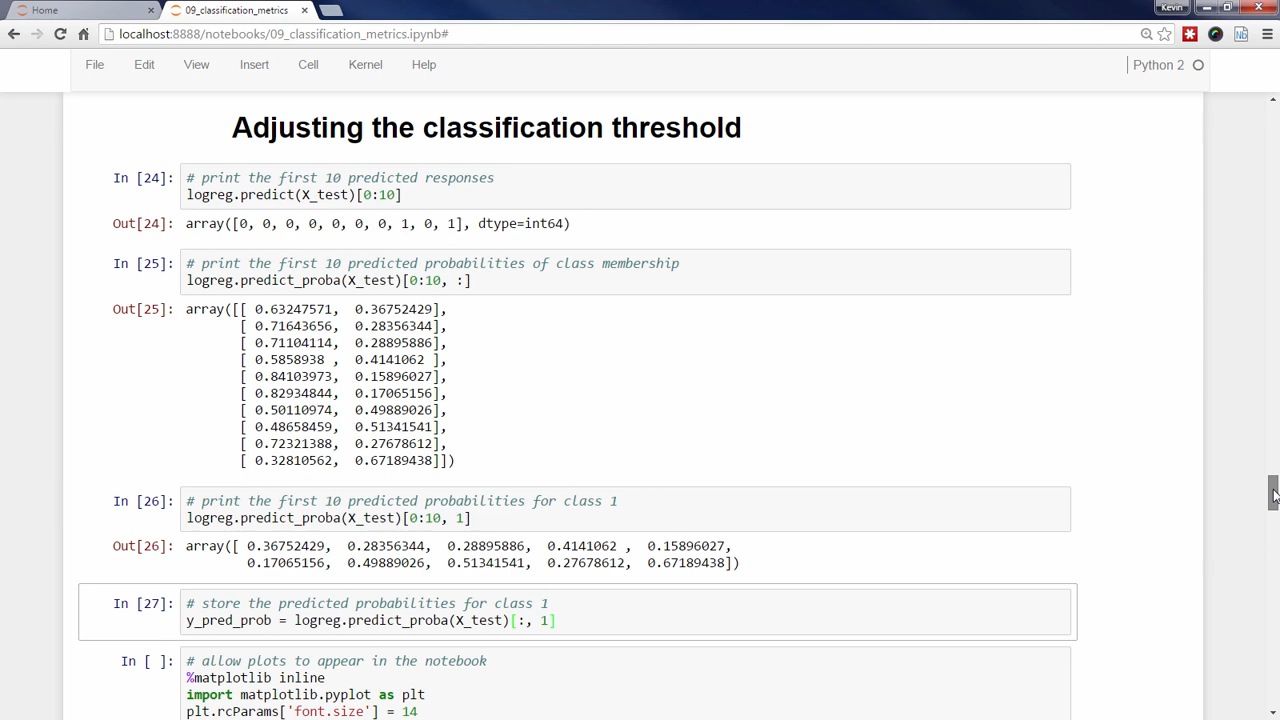 Home
09_classification_metrics
Kevin
localhost:8888/notebooks/09_classification_metrics.ipynb#
File Edit View Insert Cell Kernel Help
Python 2
Adjusting the classification threshold
In [24]: # print the first 10 predicted responses
logreg.predict(X_test)[0:10]
Out[24]: array([0, 0, 0, 0, 0, 0, 0, 1, 0, 1], dtype=int64)
In [25]: # print the first 10 predicted probabilities of class membership
logreg.predict_proba(X_test)[0:10, :]
Out[25]: array([[ 0.63247571, 0.36752429],
[ 0.71643656, 0.28356344],
[ 0.71104114, 0.28895886],
[ 0.5858938 , 0.4141062 ],
[ 0.84103973, 0.15896027],
[ 0.82934844, 0.17065156],
[ 0.50110974, 0.49889026],
[ 0.48658459, 0.51341541],
[ 0.72321388, 0.27678612],
[ 0.32810562, 0.67189438]])
In [26]: # print the first 10 predicted probabilities for class 1
logreg.predict_proba(X_test)[0:10, 1]
Out[26]: array([ 0.36752429, 0.28356344, 0.28895886, 0.4141062 , 0.15896027,
0.17065156, 0.49889026, 0.51341541, 0.27678612, 0.67189438])
In [27]: # store the predicted probabilities for class 1
y_pred_prob = logreg.predict_proba(X_test)[:, 1]
In [ ]: # allow plots to appear in the notebook
%matplotlib inline
import matplotlib.pyplot as plt
plt.rcParams['font.size'] = 14